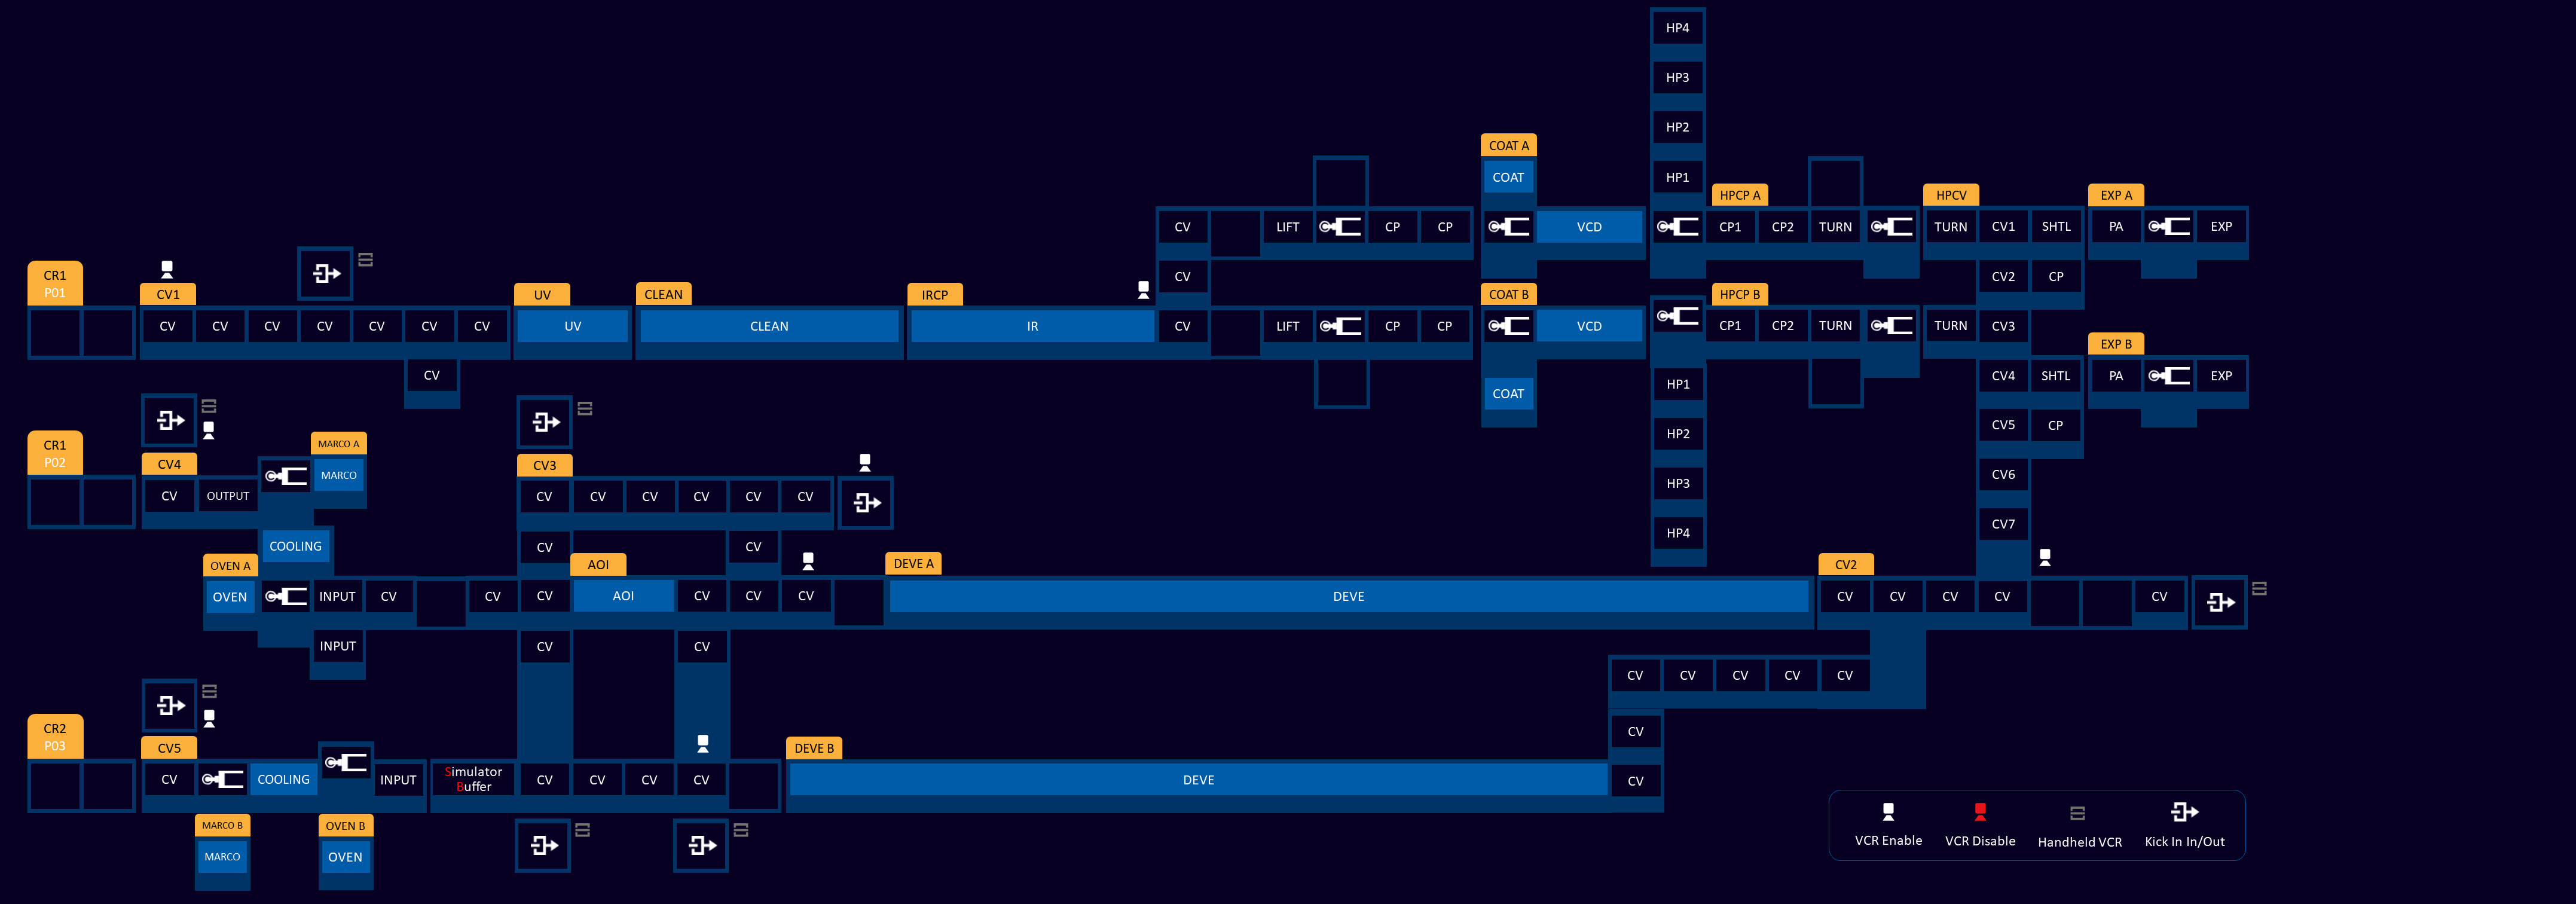 HP4
HP3
HP2
COAT A
COAT
HP1
HPCP A
HPCV
EXP A
CV
LIFT
CP
CP
VCD
CP1
CP2
TURN
TURN
CV1
SHTL
PA
EXP
CV
CV2
CP
CR1
P01
CV1
UV
CLEAN
IRCP
COAT B
HPCP B
CV
CV
CV
CV
CV
CV
CV
UV
CLEAN
IR
CV
LIFT
CP
CP
VCD
CP1
CP2
TURN
TURN
CV3
EXP B
CV
COAT
HP1
CV4
SHTL
PA
EXP
HP2
CV5
CP
CR1
P02
CV4
MARCO A
MARCO
CV
OUTPUT
CV3
CV
CV
CV
CV
CV
CV
HP3
CV6
COOLING
CV
CV
HP4
CV7
OVEN A
AOI
DEVE A
CV2
OVEN
INPUT
CV
CV
CV
AOI
CV
CV
CV
DEVE
CV
CV
CV
CV
CV
INPUT
CV
CV
CV
CV
CV
CV
CV
CV
CR2
P03
CV5
DEVE B
CV
COOLING
INPUT
Simulator
Buffer
CV
CV
CV
CV
DEVE
CV
MARCO B
OVEN B
MARCO
OVEN
VCR Enable
VCR Disable
Handheld VCR
Kick In In/Out